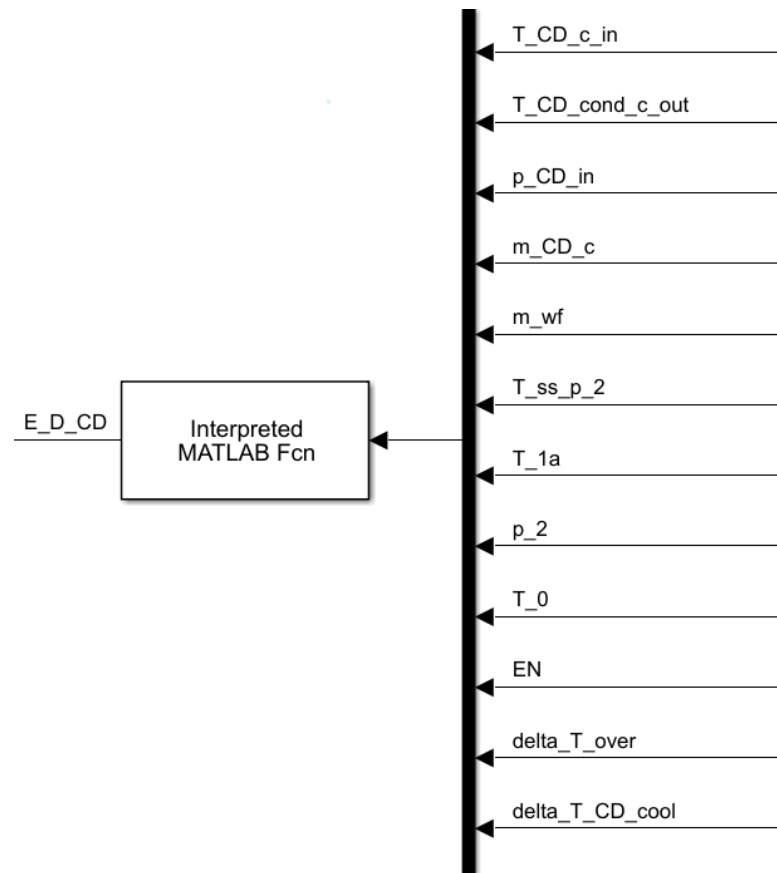 T_CD_c_in
T_CD_cond_c_out
p_CD_in
m_CD_c
m_wf
T_ss_p_2
E_D_CD
Interpreted
MATLAB Fcn
T_1a
p_2
T_0
EN
delta_T_over
delta_T_CD_cool